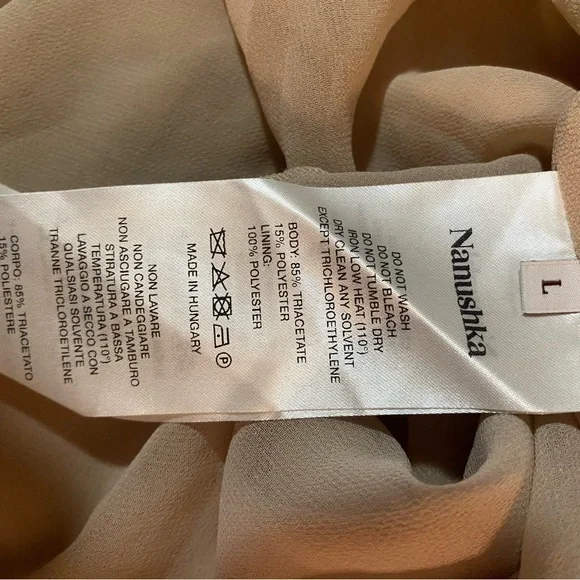 L
Nanushka
DO NOT WASH
DO NOT BLEACH
DO NOT TUMBLE DRY
IRON LOW HEAT (110°)
DRY CLEAN ANY SOLVENT
EXCEPT TRICHLOROETHYLENE
BODY: 85% TRIACETATE
15% POLYESTER
LINING:
100% POLYESTER
P
MADE IN HUNGARY
NON LAVARE
NON CANDEGGIARE
NON ASCIUGARE A TAMBURO
STIRATURA A BASSA
TEMPERATURA (110°)
LAVAGGIO A SECCO CON
QUALSIASI SOLVENTE
TRANNE TRICLOROETILENE
CORPO: 85% TRIACETATO
15% POLIESTERE